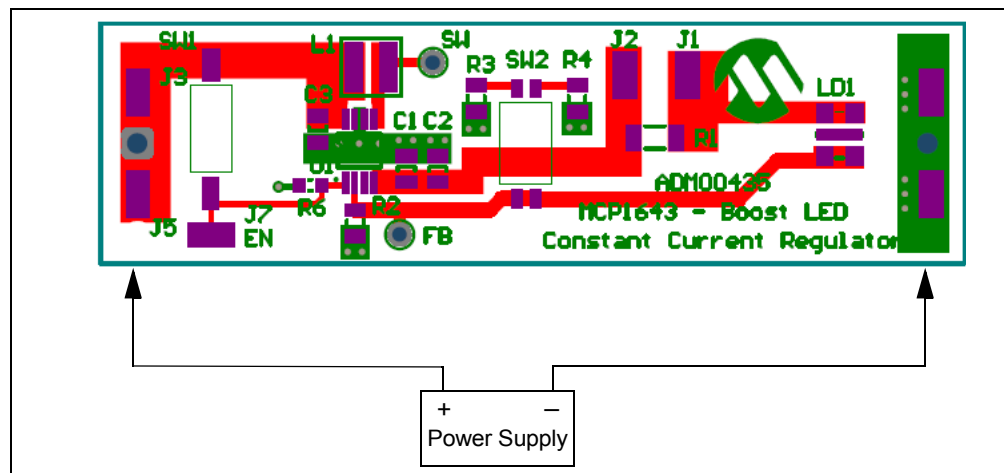 SW1 L1 SW J2 J1
R3 SW2 R4
J3 LD1
C3
C1 C2
R1
U1
ADM00435
R6 R2
J5 J7 MCP1643 - Boost LED
EN FB Constant Current Regulator
+ –
Power Supply